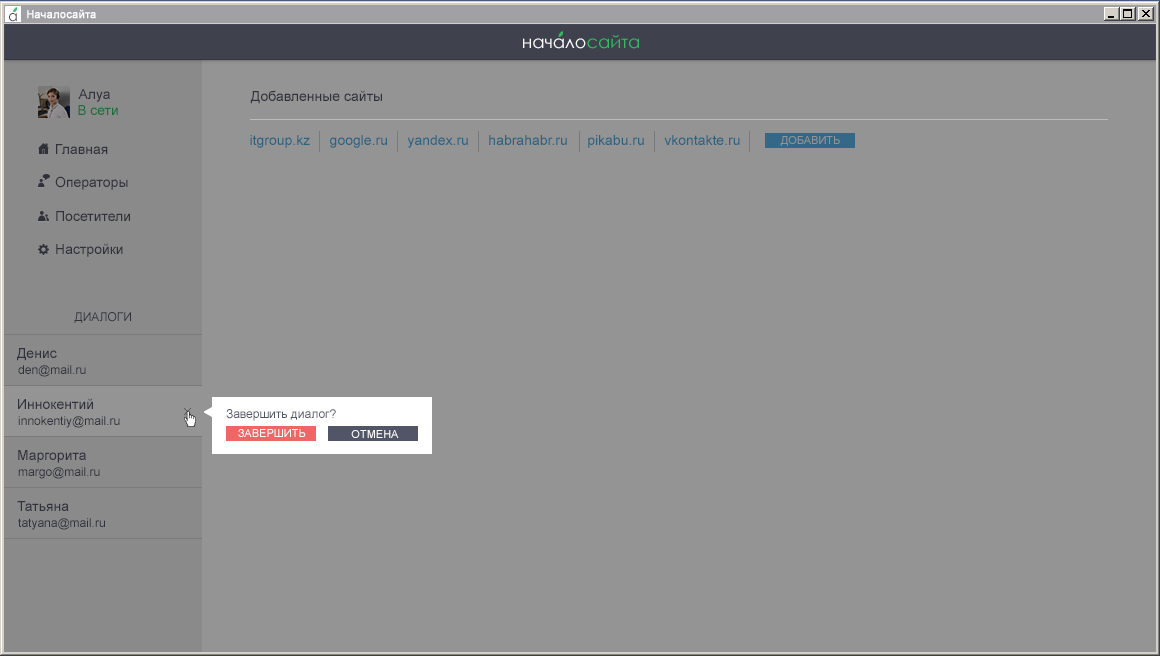 Началосайта
началосайта
Алуа
В сети
Главная
Операторы
Посетители
Настройки
ДИАЛОГИ
Денис
den@mail.ru
Иннокентий
innokentiy@mail.ru
Маргорита
margo@mail.ru
Татьяна
tatyana@mail.ru
Добавленные сайты
itgroup.kz google.ru yandex.ru habrahabr.ru pikabu.ru vkontakte.ru ДОБАВИТЬ
Завершить диалог?
ЗАВЕРШИТЬ ОТМЕНА